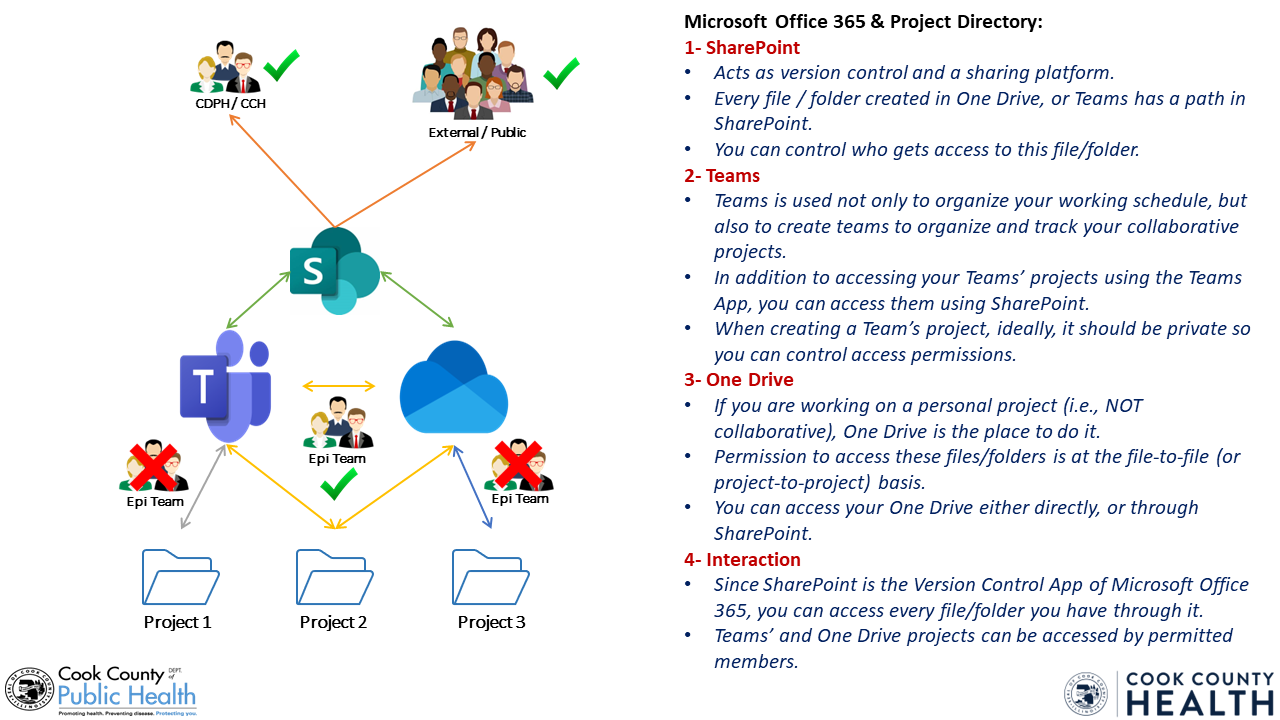 CDPH / CCH
External / Public
S
T
Epi Team
Epi Team
Epi Team
Project 1
Project 2
Project 3
Cook County DEPT. of
Public Health
Promoting health. Preventing disease. Protecting you.
Microsoft Office 365 & Project Directory:
1- SharePoint
• Acts as version control and a sharing platform.
• Every file / folder created in One Drive, or Teams has a path in
SharePoint.
• You can control who gets access to this file/folder.
2- Teams
• Teams is used not only to organize your working schedule, but
also to create teams to organize and track your collaborative
projects.
• In addition to accessing your Teams’ projects using the Teams
App, you can access them using SharePoint.
• When creating a Team’s project, ideally, it should be private so
you can control access permissions.
3- One Drive
• If you are working on a personal project (i.e., NOT
collaborative), One Drive is the place to do it.
• Permission to access these files/folders is at the file-to-file (or
project-to-project) basis.
• You can access your One Drive either directly, or through
SharePoint.
4- Interaction
• Since SharePoint is the Version Control App of Microsoft Office
365, you can access every file/folder you have through it.
• Teams’ and One Drive projects can be accessed by permitted
members.
COOK COUNTY
HEALTH